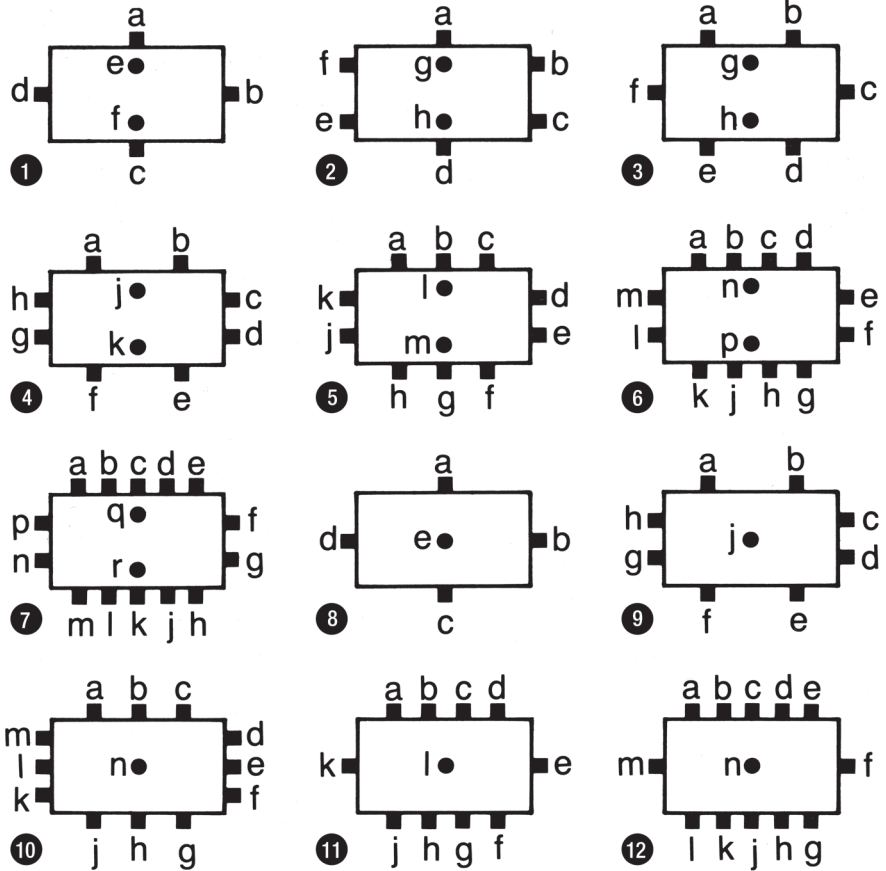 a
e
d b
f
1
c
a
f g b
e h c
2
d
a b
g
f c
h
3
e d
a b
h j c
g k d
4
f e
a b c
k l d
j m e
5
h g f
a b c d
m n e
l p f
6
k j h g
a b c d e
p q f
n r g
7
m l k j h
a
d e b
8
c
a b
h c
j
g d
9
f e
a b c
m d
l n e
k f
10
j h g
a b c d
k l e
11
j h g f
a b c d e
m n f
12
l k j h g